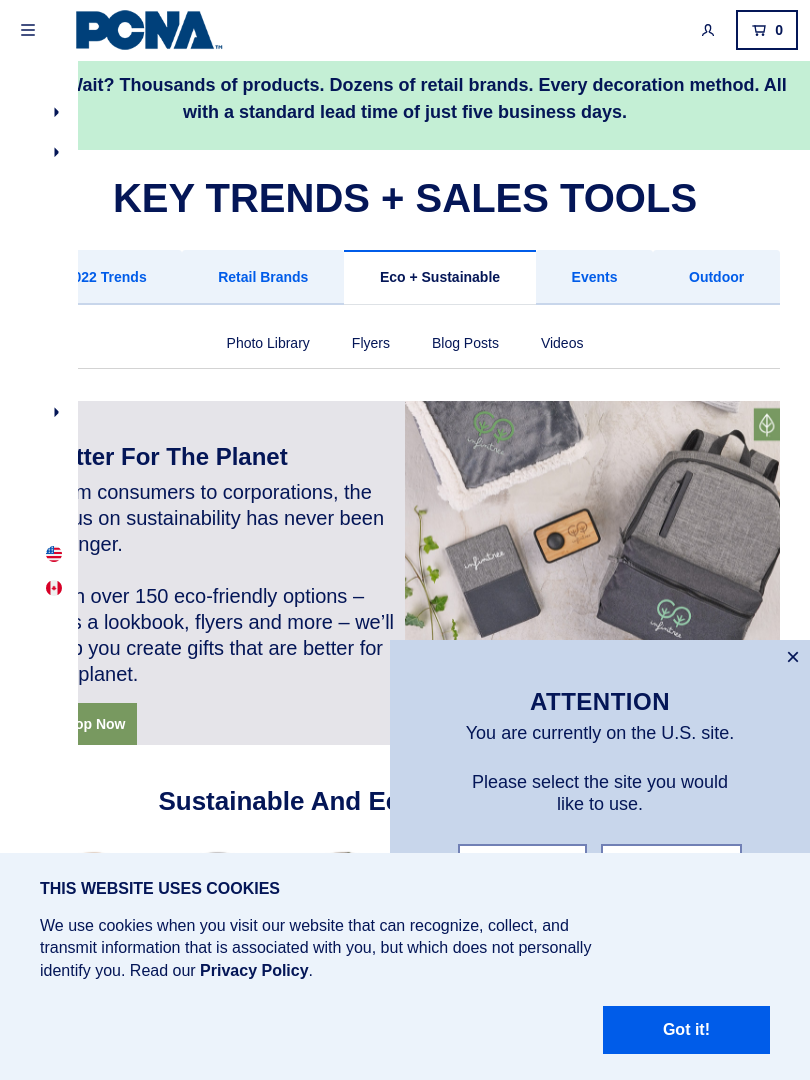 PCNA
TM
0
Wait? Thousands of products. Dozens of retail brands. Every decoration method. All
with a standard lead time of just five business days.
KEY TRENDS + SALES TOOLS
022 Trends Retail Brands Eco + Sustainable Events Outdoor
Photo Library Flyers Blog Posts Videos
tter For The Planet
m consumers to corporations, the
us on sustainability has never been
nger.
n over 150 eco-friendly options –
s a lookbook, flyers and more – we'll
p you create gifts that are better for
planet.
op Now
infinitree
infinitree
infinitree
infinitree
×
ATTENTION
You are currently on the U.S. site.
Please select the site you would
like to use.
Sustainable And Ec
THIS WEBSITE USES COOKIES
We use cookies when you visit our website that can recognize, collect, and
transmit information that is associated with you, but which does not personally
identify you. Read our Privacy Policy.
Got it!